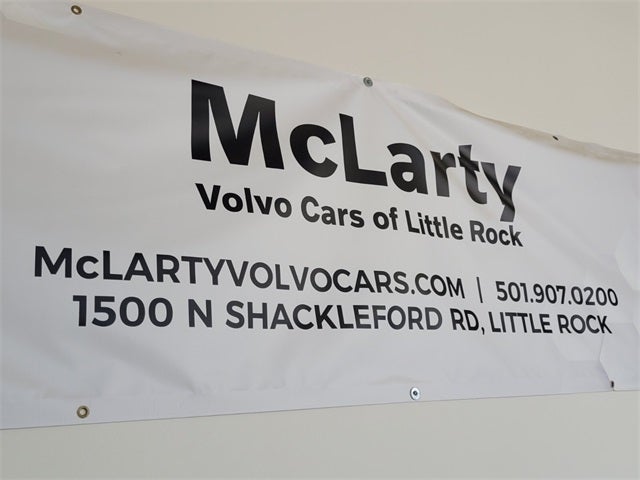 McLarty
Volvo Cars of Little Rock
McLARTYVOLVOCARS.COM | 501.907.0200
1500 N SHACKLEFORD RD, LITTLE ROCK